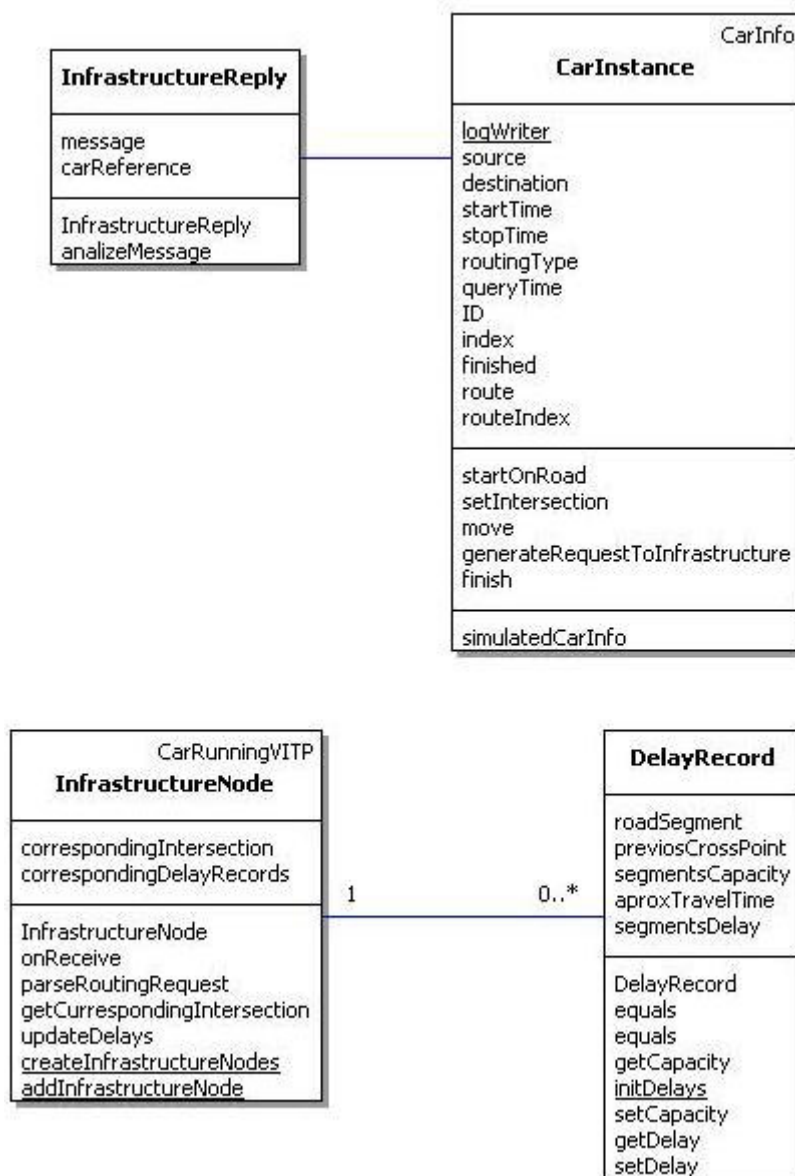 InfrastructureReply
message
carReference
InfrastructureReply
analizeMessage
CarInfo
CarInstance
logWriter
source
destination
startTime
stopTime
routingType
queryTime
ID
index
finished
route
routeIndex
startOnRoad
setIntersection
move
generateRequestToInfrastructure
finish
simulatedCarInfo
CarRunningVITP
InfrastructureNode
correspondingIntersection
correspondingDelayRecords
InfrastructureNode
onReceive
parseRoutingRequest
getCurrespondingIntersection
updateDelays
createInfrastructureNodes
addInfrastructureNode
1
0..*
DelayRecord
roadSegment
previosCrossPoint
segmentsCapacity
aproxTravelTime
segmentsDelay
DelayRecord
equals
equals
getCapacity
initDelays
setCapacity
getDelay
setDelay